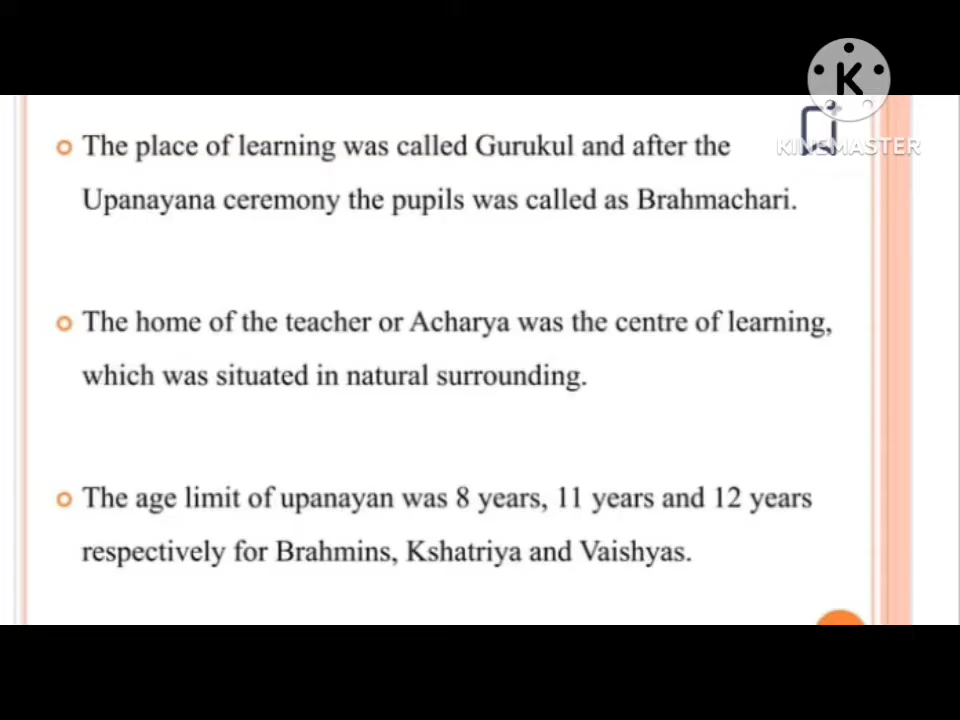 K
KINEMASTER
The place of learning was called Gurukul and after the
Upanayana ceremony the pupils was called as Brahmachari.
The home of the teacher or Acharya was the centre of learning,
which was situated in natural surrounding.
The age limit of upanayan was 8 years, 11 years and 12 years
respectively for Brahmins, Kshatriya and Vaishyas.